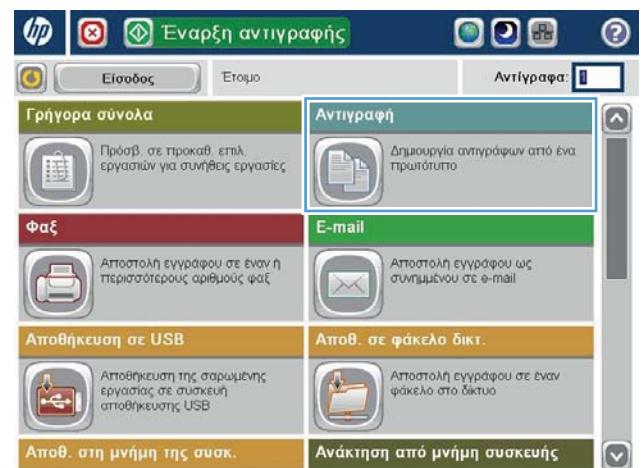 hp
Έναρξη αντιγραφής
?
Είσοδος
Έτοιμο
Αντίγραφα: 1
Γρήγορα σύνολα
Πρόσβ. σε προκαθ. επιλ.
εργασιών για συνήθεις εργασίες
Αντιγραφή
Δημιουργία αντιγράφων από ένα
πρωτότυπο
Φαξ
Αποστολή εγγράφου σε έναν ή
περισσότερους αριθμούς φαξ
E-mail
Αποστολή εγγράφου ως
συνημμένου σε e-mail
Αποθήκευση σε USB
Αποθήκευση της σαρωμένης
εργασίας σε συσκευή
αποθήκευσης USB
Αποθ. σε φάκελο δικτ.
Αποστολή εγγράφου σε έναν
φάκελο στο δίκτυο
Αποθ. στη μνήμη της συσκ.
Ανάκτηση από μνήμη συσκευής